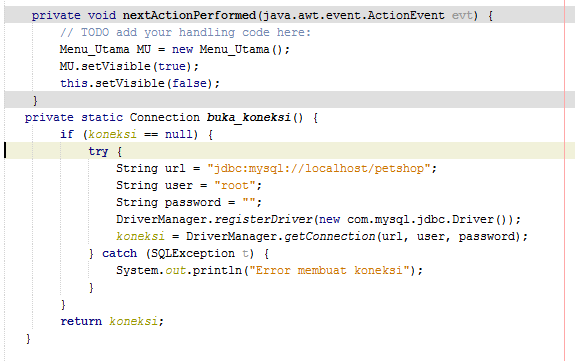 private void nextActionPerformed(java.awt.event.ActionEvent evt) {
// TODO add your handling code here:
Menu_Utama MU = new Menu_Utama();
MU.setVisible(true);
this.setVisible(false);
}
private static Connection buka_koneksi() {
if (koneksi == null) {
try {
String url = "jdbc:mysql://localhost/petshop";
String user = "root";
String password = "";
DriverManager.registerDriver(new com.mysql.jdbc.Driver());
koneksi = DriverManager.getConnection(url, user, password);
} catch (SQLException t) {
System.out.println("Error membuat koneksi");
}
}
return koneksi;
}